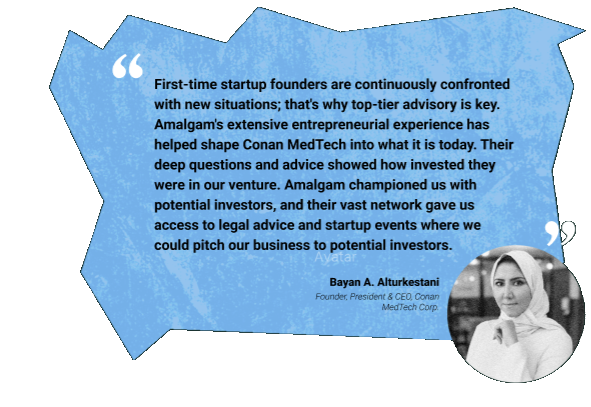 “
First-time startup founders are continuously confronted
with new situations; that's why top-tier advisory is key.
Amalgam's extensive entrepreneurial experience has
helped shape Conan MedTech into what it is today. Their
deep questions and advice showed how invested they
were in our venture. Amalgam championed us with
potential investors, and their vast network gave us
access to legal advice and startup events where we
could pitch our business to potential investors.
”
Avatar
Bayan A. Alturkestani
Founder, President & CEO, Conan
MedTech Corp.